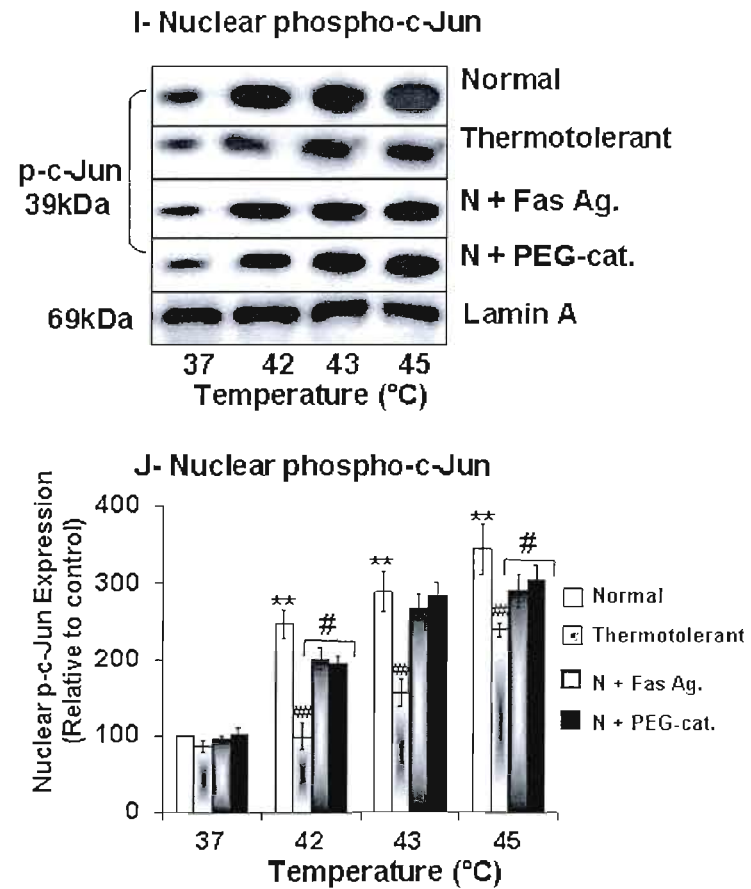 I- Nuclear phospho-c-Jun
Normal
Thermotolerant
p-c-Jun
39kDa
N + Fas Ag.
N + PEG-cat.
69kDa
Lamin A
37 42 43 45
Temperature (°C)
J- Nuclear phospho-c-Jun
Nuclear p-c-Jun Expression
(Relative to control)
400
300
200
100
0
** ## #
** ##
** ## #
37 42 43 45
Temperature (°C)
Normal
Thermotolerant
N + Fas Ag.
N + PEG-cat.